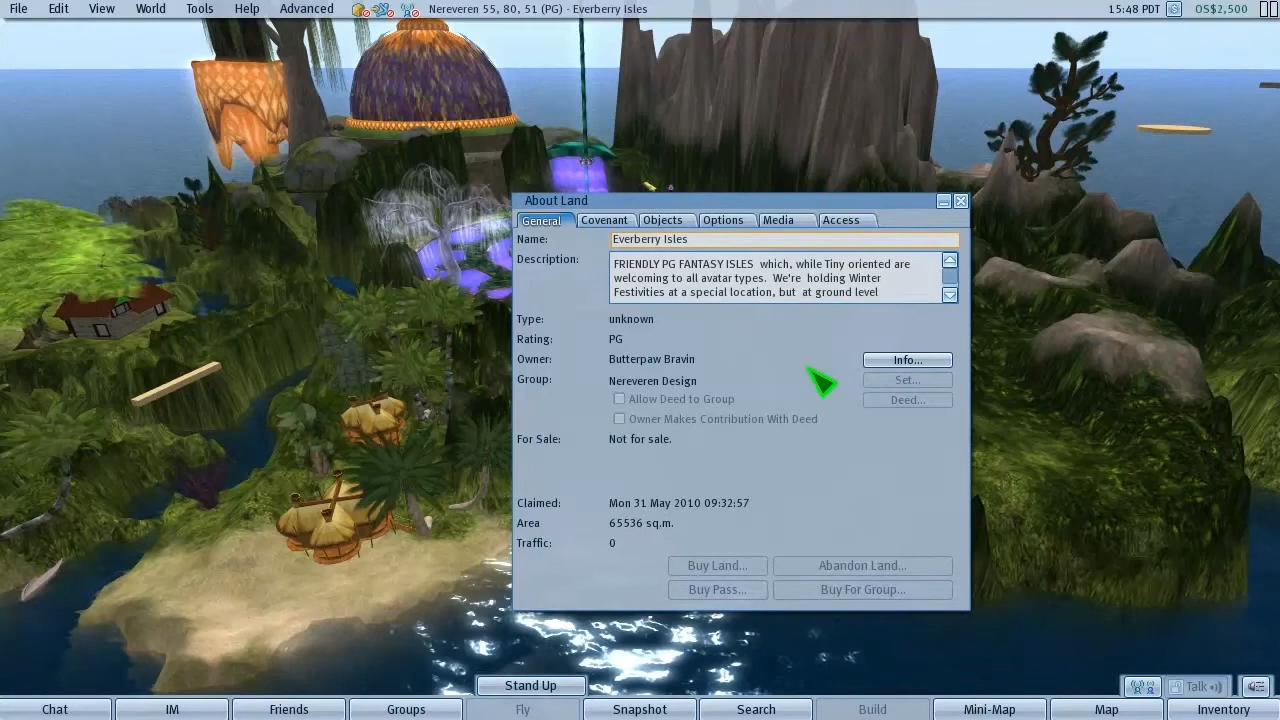 File Edit View World Tools Help Advanced Nereveren 55, 80, 51 (PG) - Everberry Isles 15:48 PDT OS$2,500
About Land
General Covenant Objects Options Media Access
Name: Everberry Isles
Description: FRIENDLY PG FANTASY ISLES which, while Tiny oriented are
welcoming to all avatar types. We're holding Winter
Festivities at a special location, but at ground level
Type: unknown
Rating: PG
Owner: Butterpaw Bravin Info...
Group: Nereveren Design Set...
Allow Deed to Group Deed...
Owner Makes Contribution With Deed
For Sale: Not for sale.
Claimed: Mon 31 May 2010 09:32:57
Area 65536 sq.m.
Traffic: 0
Buy Land... Abandon Land...
Buy Pass... Buy For Group...
Stand Up Talk
Chat IM Friends Groups Fly Snapshot Search Build Mini-Map Map Inventory